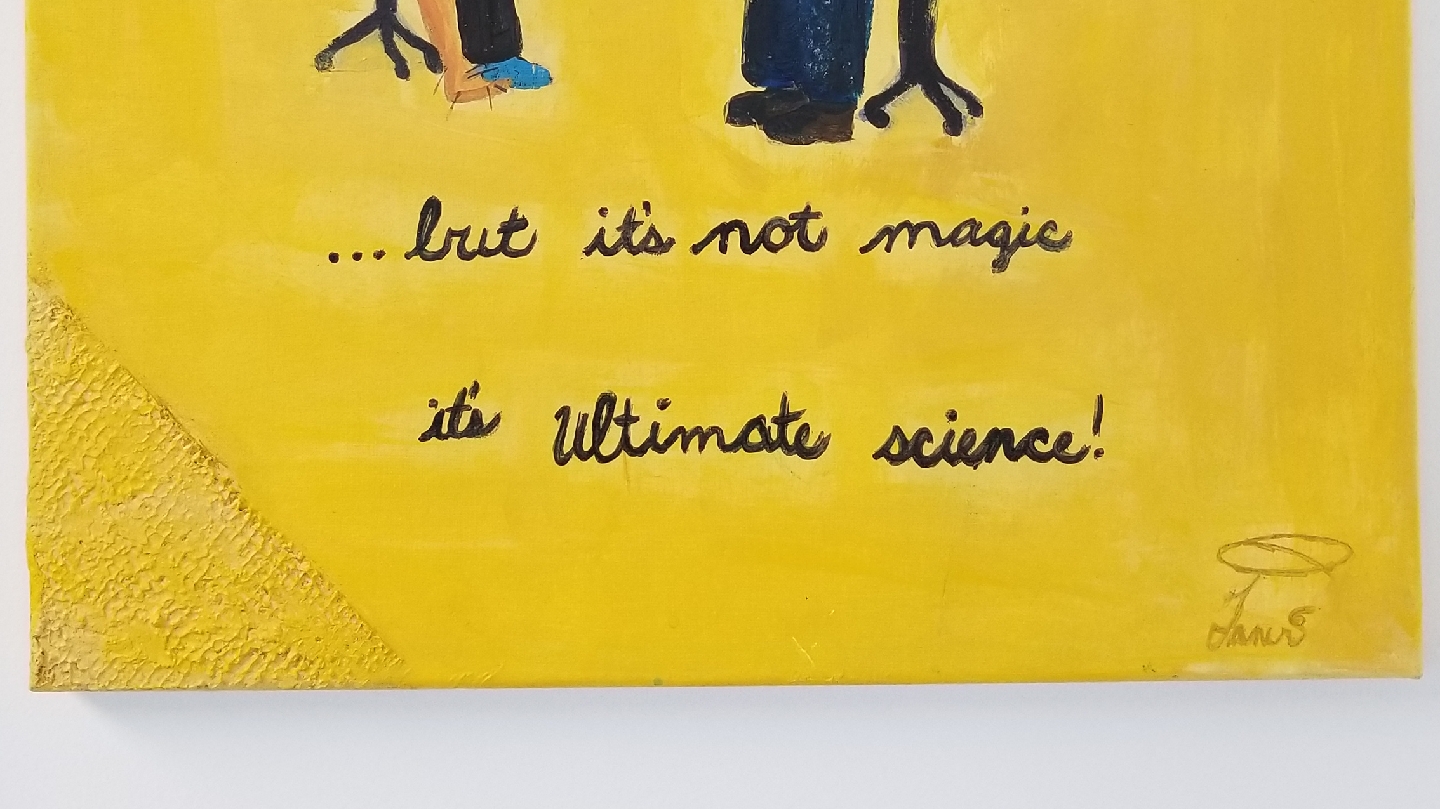 ...but it's not magic
it's Ultimate science!